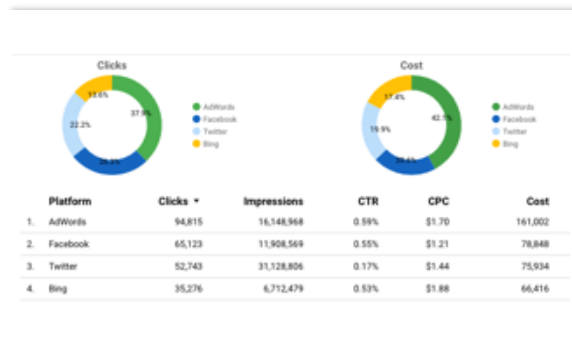 Clicks
Cost
13.6%
37.9%
22.2%
AdWords
Facebook
Twitter
Bing
17.4%
42.1%
19.9%
AdWords
Facebook
Twitter
Bing
Platform Clicks ▼ Impressions CTR CPC Cost
1. AdWords 94,815 16,148,968 0.59% $1.70 161,002
2. Facebook 65,123 11,908,569 0.55% $1.21 78,848
3. Twitter 52,743 31,128,806 0.17% $1.44 75,934
4. Bing 35,276 6,712,479 0.53% $1.88 66,416